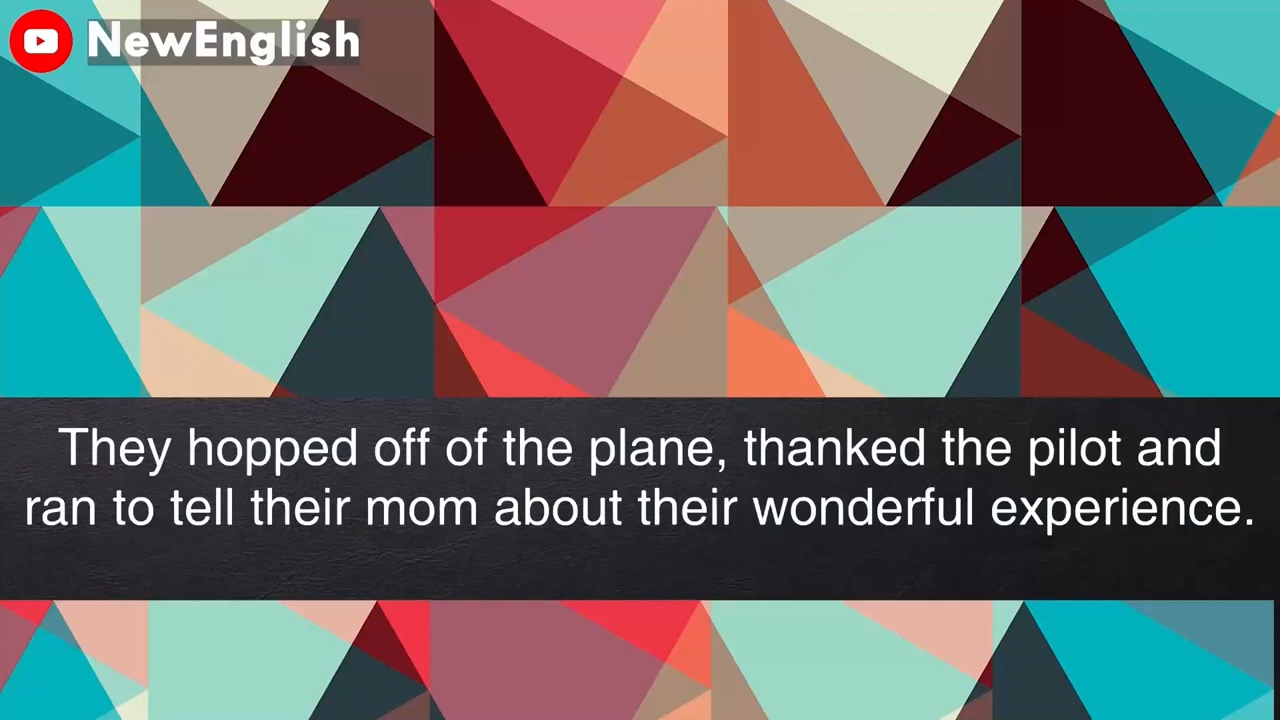 NewEnglish
They hopped off of the plane, thanked the pilot and
ran to tell their mom about their wonderful experience.